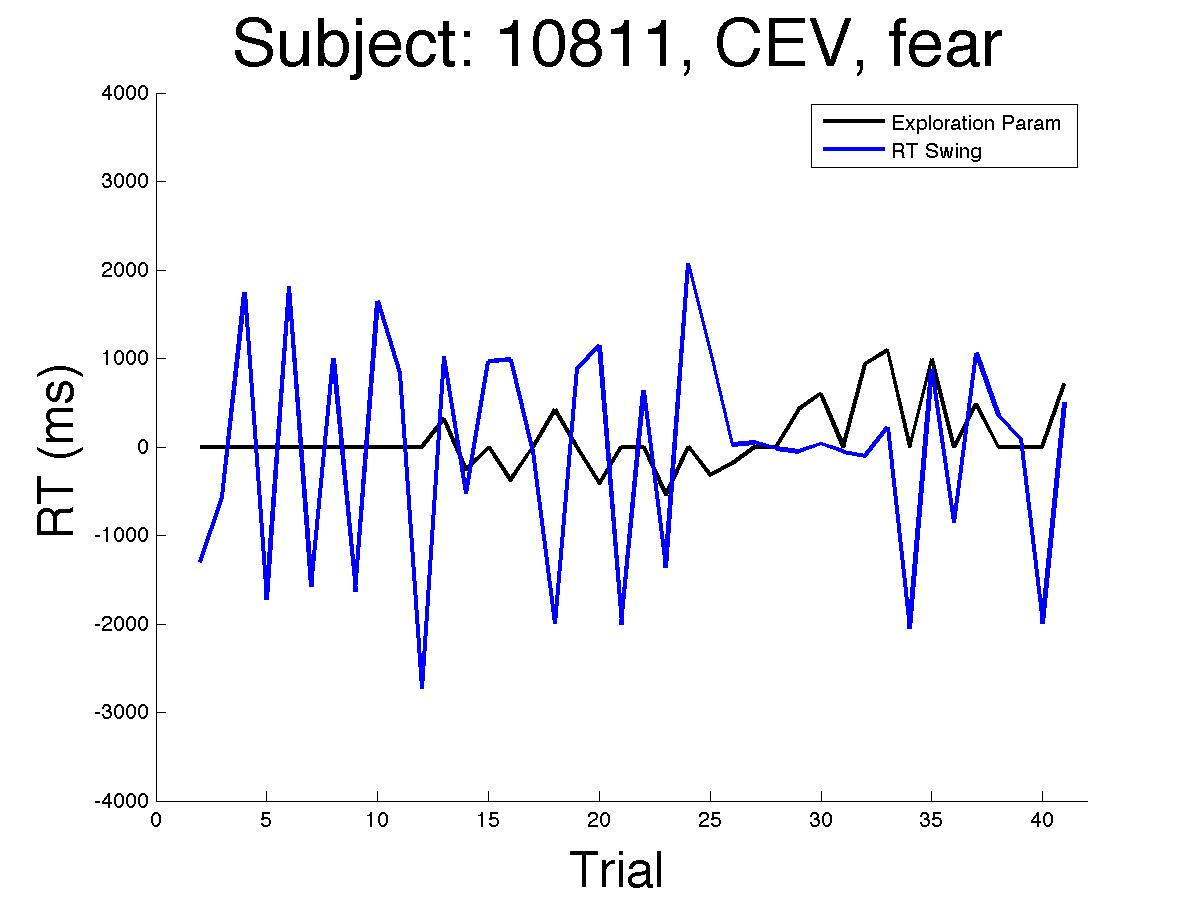 Subject: 10811, CEV, fear
4000
3000
2000
1000
0
-1000
-2000
-3000
-4000
RT (ms)
Exploration Param
RT Swing
0 5 10 15 20 25 30 35 40
Trial